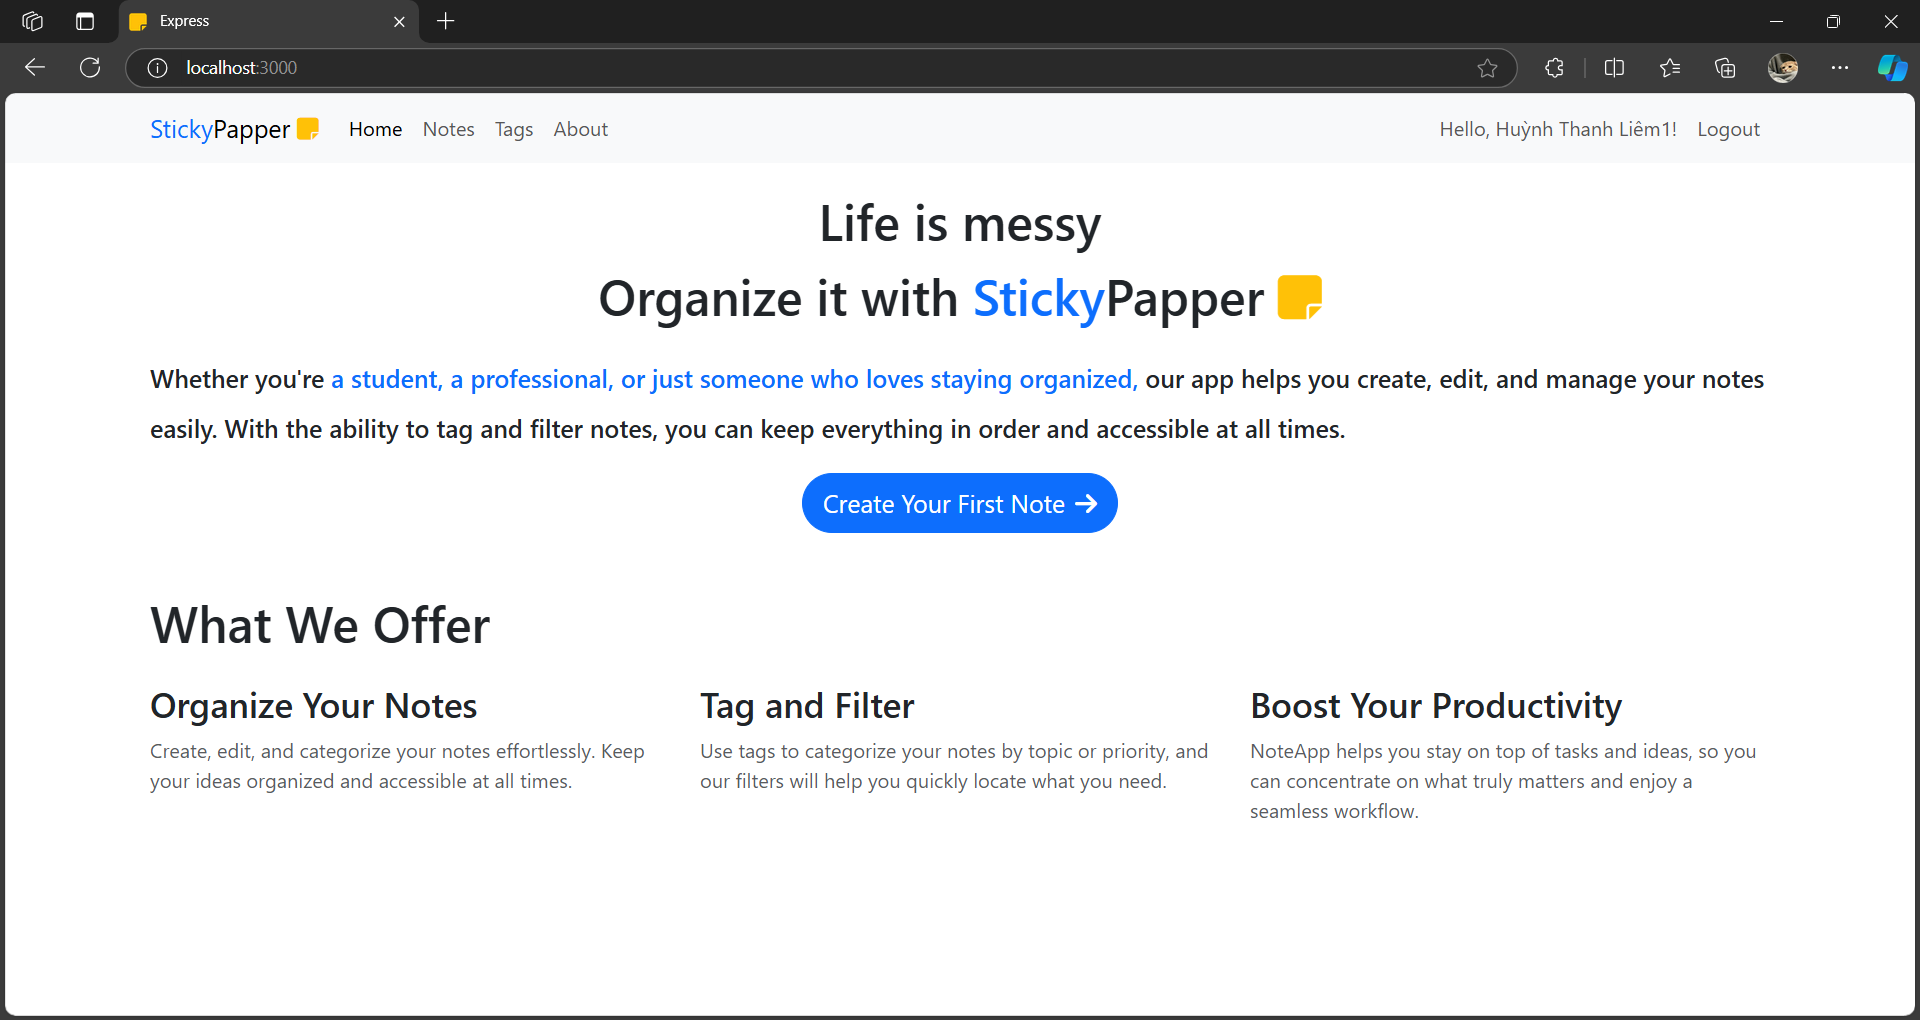 Express
localhost:3000
StickyPapper Home Notes Tags About Hello, Huỳnh Thanh Liêm1! Logout
Life is messy
Organize it with StickyPapper
Whether you're a student, a professional, or just someone who loves staying organized, our app helps you create, edit, and manage your notes
easily. With the ability to tag and filter notes, you can keep everything in order and accessible at all times.
Create Your First Note
What We Offer
Organize Your Notes
Create, edit, and categorize your notes effortlessly. Keep
your ideas organized and accessible at all times.
Tag and Filter
Use tags to categorize your notes by topic or priority, and
our filters will help you quickly locate what you need.
Boost Your Productivity
NoteApp helps you stay on top of tasks and ideas, so you
can concentrate on what truly matters and enjoy a
seamless workflow.